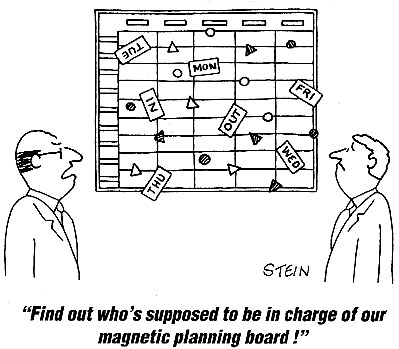 TUE
MON
FRI
IN
OUT
WED
THU
STEIN
“Find out who's supposed to be in charge of our
magnetic planning board !”